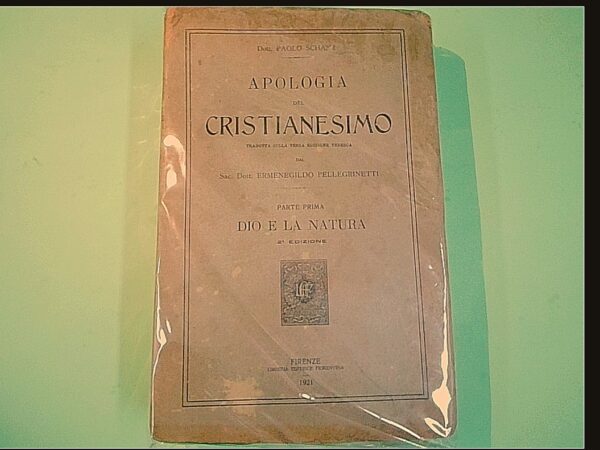 Dott. PAOLO SCHANZ
APOLOGIA
DEL
CRISTIANESIMO
TRADOTTA SULLA TERZA EDIZIONE TEDESCA
DAL
Sac. Dott. ERMENEGILDO PELLEGRINETTI
PARTE PRIMA
DIO E LA NATURA
2ª EDIZIONE
FIRENZE
LIBRERIA EDITRICE FIORENTINA
1921